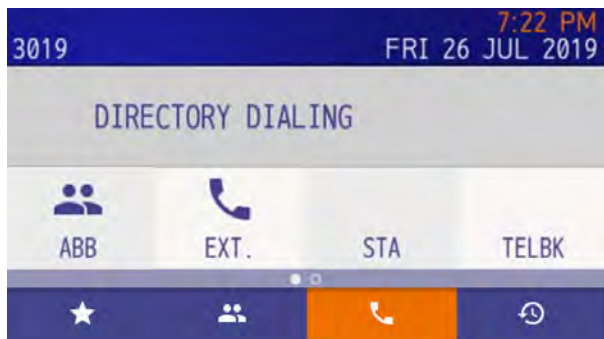 7:22 PM
3019 FRI 26 JUL 2019
DIRECTORY DIALING
ABB EXT. STA TELBK